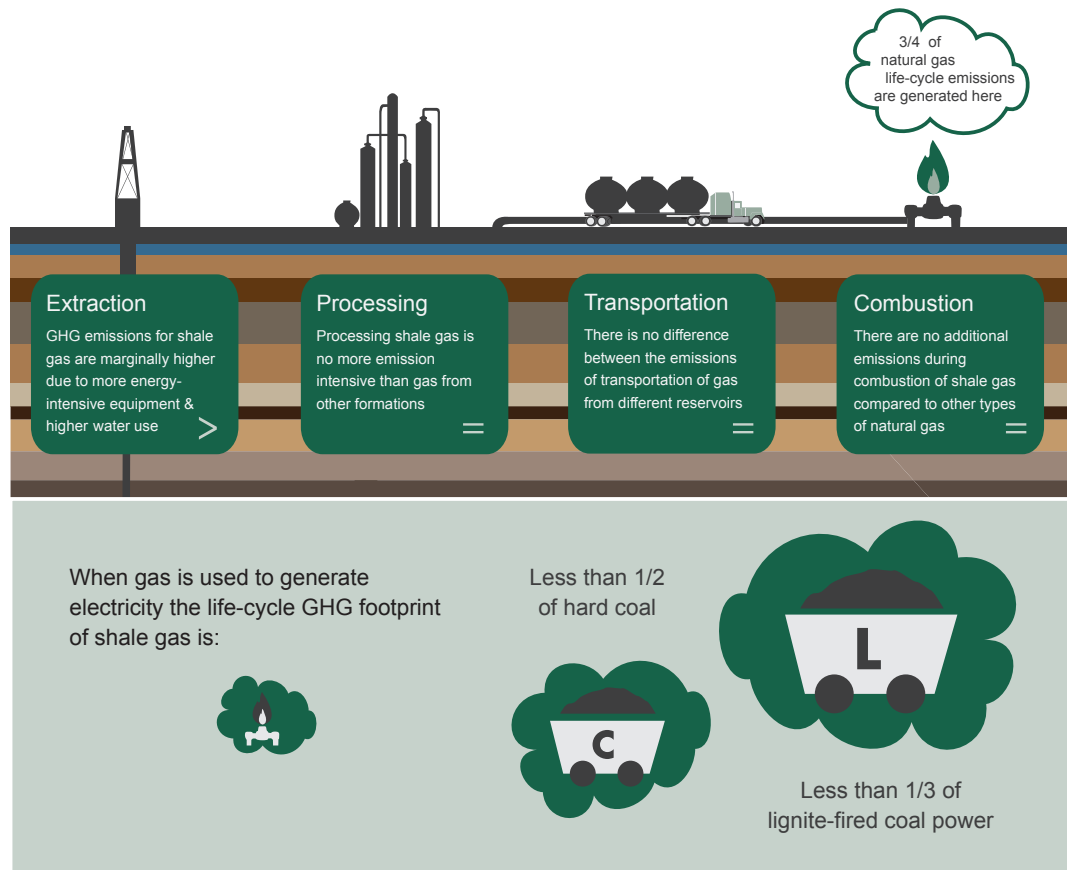 3/4 of
natural gas
life-cycle emissions
are generated here
Extraction
GHG emissions for shale
gas are marginally higher
due to more energy-
intensive equipment &
higher water use
>
Processing
Processing shale gas is
no more emission
intensive than gas from
other formations
=
Transportation
There is no difference
between the emissions
of transportation of gas
from different reservoirs
=
Combustion
There are no additional
emissions during
combustion of shale gas
compared to other types
of natural gas
=
When gas is used to generate
electricity the life-cycle GHG footprint
of shale gas is:
Less than 1/2
of hard coal
C
L
Less than 1/3 of
lignite-fired coal power